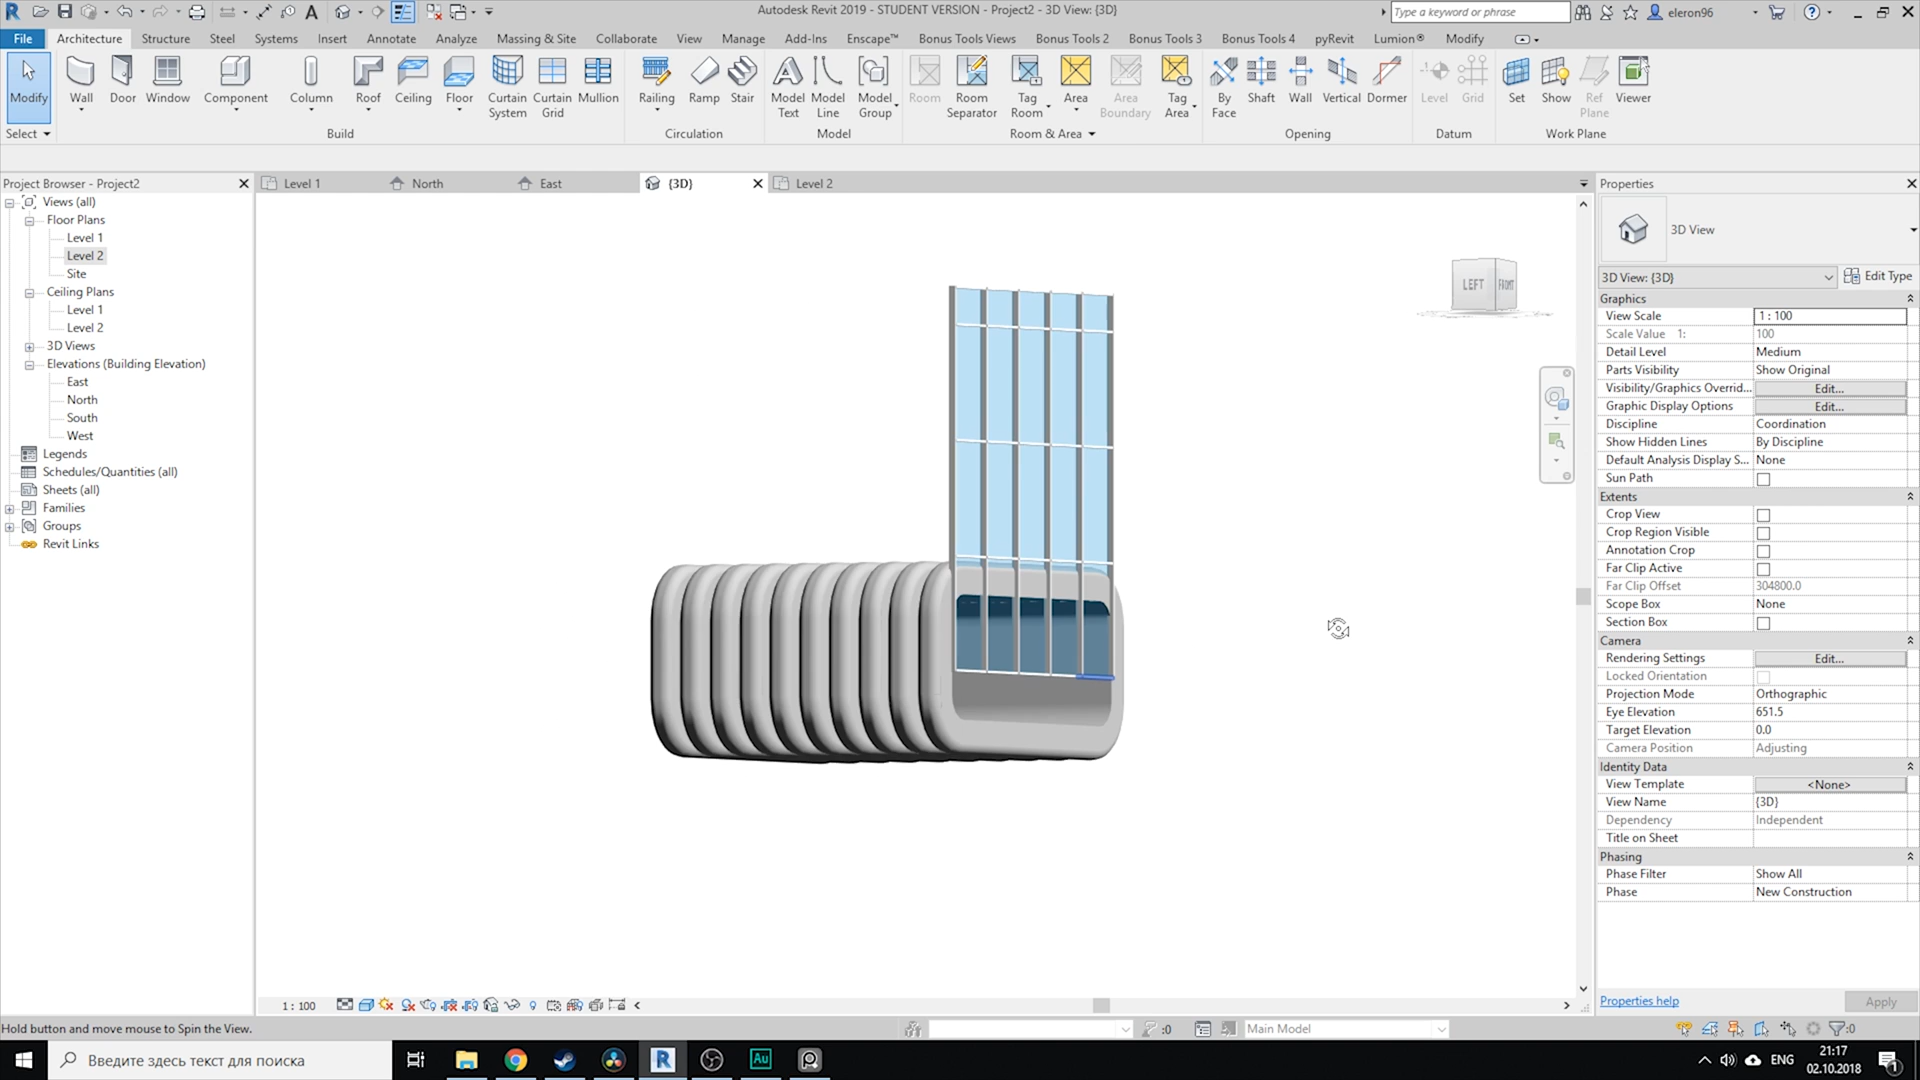 Autodesk Revit 2019 - STUDENT VERSION - Project2 - 3D View: {3D}
Type a keyword or phrase
eleron96
File Architecture Structure Steel Systems Insert Annotate Analyze Massing & Site Collaborate View Manage Add-Ins Enscape™ Bonus Tools Views Bonus Tools 2 Bonus Tools 3 Bonus Tools 4 pyRevit Lumion® Modify
Modify Wall Door Window Component Column Roof Ceiling Floor Curtain System Curtain Grid Mullion Railing Ramp Stair Model Text Model Line Model Group Room Room Separator Tag Room Area Area Boundary Tag Area By Face Shaft Wall Vertical Dormer Level Grid Set Show Ref Plane Viewer
Select Build Circulation Model Room & Area Opening Datum Work Plane
Project Browser - Project2
Level 1 North East {3D} Level 2
Views (all)
Floor Plans
Level 1
Level 2
Site
Ceiling Plans
Level 1
Level 2
3D Views
Elevations (Building Elevation)
East
North
South
West
Legends
Schedules/Quantities (all)
Sheets (all)
Families
Groups
Revit Links
LEFT FRONT
Properties
3D View
3D View: {3D} Edit Type
Graphics
View Scale 1 : 100
Scale Value 1: 100
Detail Level Medium
Parts Visibility Show Original
Visibility/Graphics Overrid... Edit...
Graphic Display Options Edit...
Discipline Coordination
Show Hidden Lines By Discipline
Default Analysis Display S... None
Sun Path
Extents
Crop View
Crop Region Visible
Annotation Crop
Far Clip Active
Far Clip Offset 304800.0
Scope Box None
Section Box
Camera
Rendering Settings Edit...
Locked Orientation
Projection Mode Orthographic
Eye Elevation 651.5
Target Elevation 0.0
Camera Position Adjusting
Identity Data
View Template <None>
View Name {3D}
Dependency Independent
Title on Sheet
Phasing
Phase Filter Show All
Phase New Construction
Properties help Apply
1 : 100
Hold button and move mouse to Spin the View.
:0 Main Model :0
Введите здесь текст для поиска
R
Au
ENG
21:17
02.10.2018
1